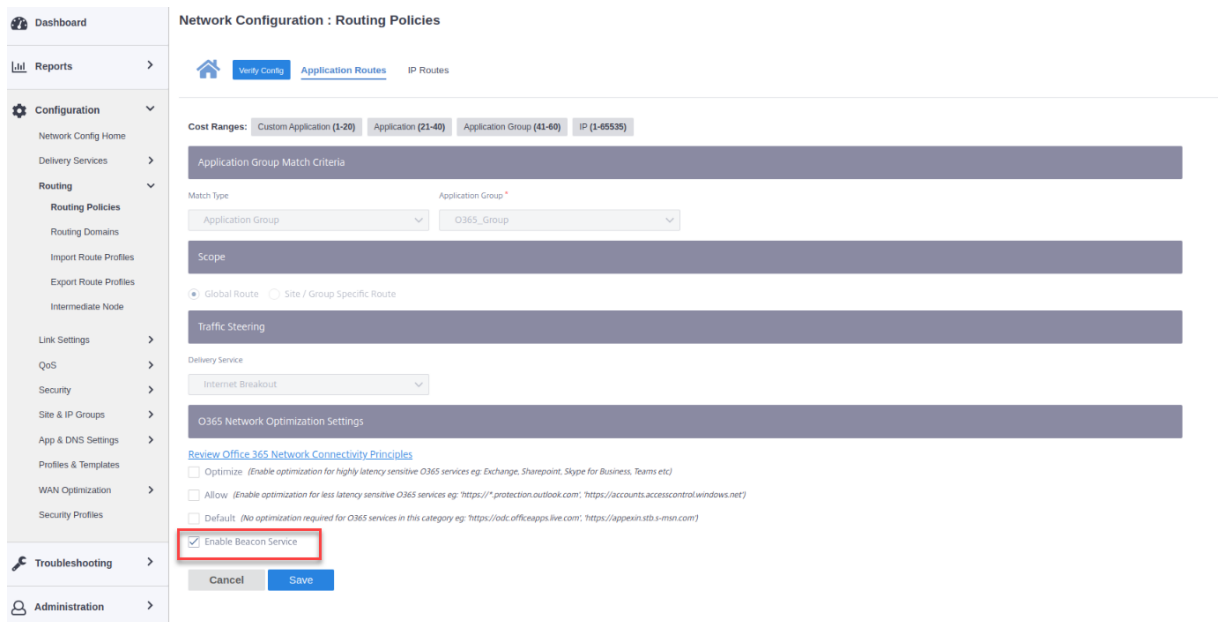 Dashboard
Reports
Configuration
Network Config Home
Delivery Services
Routing
Routing Policies
Routing Domains
Import Route Profiles
Export Route Profiles
Intermediate Node
Link Settings
QoS
Security
Site & IP Groups
App & DNS Settings
Profiles & Templates
WAN Optimization
Security Profiles
Troubleshooting
Administration
Network Configuration : Routing Policies
Verify Config Application Routes IP Routes
Cost Ranges: Custom Application (1-20) Application (21-40) Application Group (41-60) IP (1-65535)
Application Group Match Criteria
Match Type Application Group *
Application Group O365_Group
Scope
Global Route Site / Group Specific Route
Traffic Steering
Delivery Service
Internet Breakout
O365 Network Optimization Settings
Review Office 365 Network Connectivity Principles
Optimize (Enable optimization for highly latency sensitive O365 services eg: Exchange, Sharepoint, Skype for Business, Teams etc)
Allow (Enable optimization for less latency sensitive O365 services eg: 'https://*.protection.outlook.com', 'https://accounts.accesscontrol.windows.net')
Default (No optimization required for O365 services in this category eg: 'https://odc.officeapps.live.com', 'https://appexin.stb.s-msn.com')
Enable Beacon Service
Cancel Save